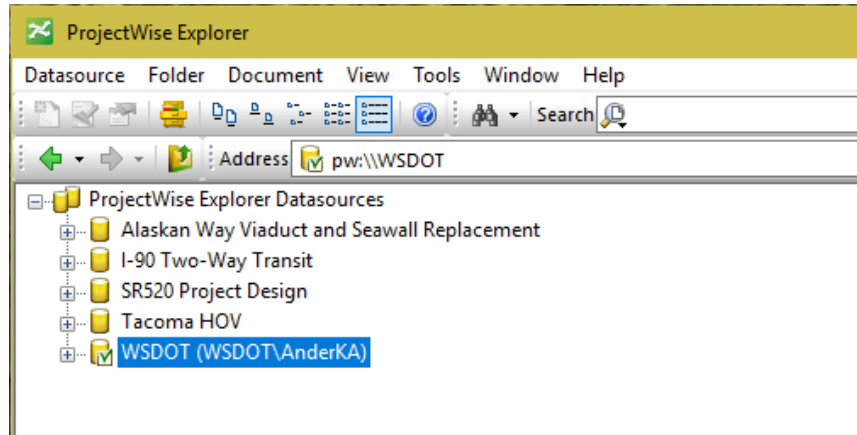 ProjectWise Explorer
Datasource Folder Document View Tools Window Help
Search
Address pw:\\WSDOT
ProjectWise Explorer Datasources
Alaskan Way Viaduct and Seawall Replacement
I-90 Two-Way Transit
SR520 Project Design
Tacoma HOV
WSDOT (WSDOT\AnderKA)